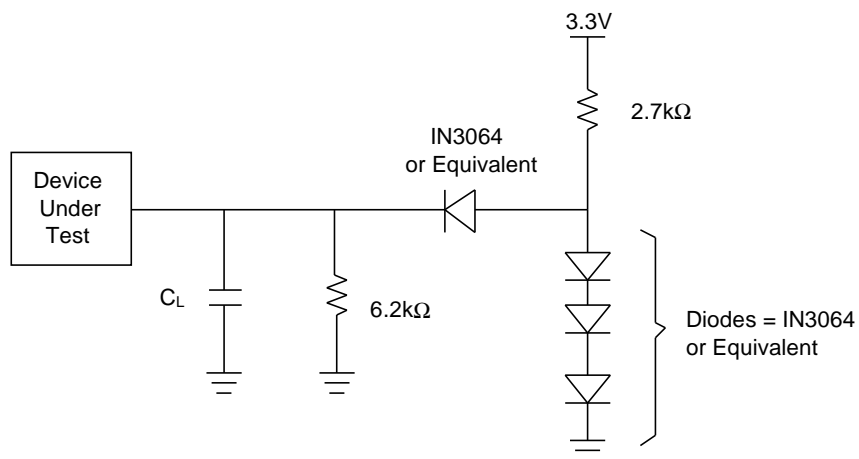 3.3V
2.7kΩ
IN3064
or Equivalent
Device
Under
Test
CL
6.2kΩ
Diodes = IN3064
or Equivalent